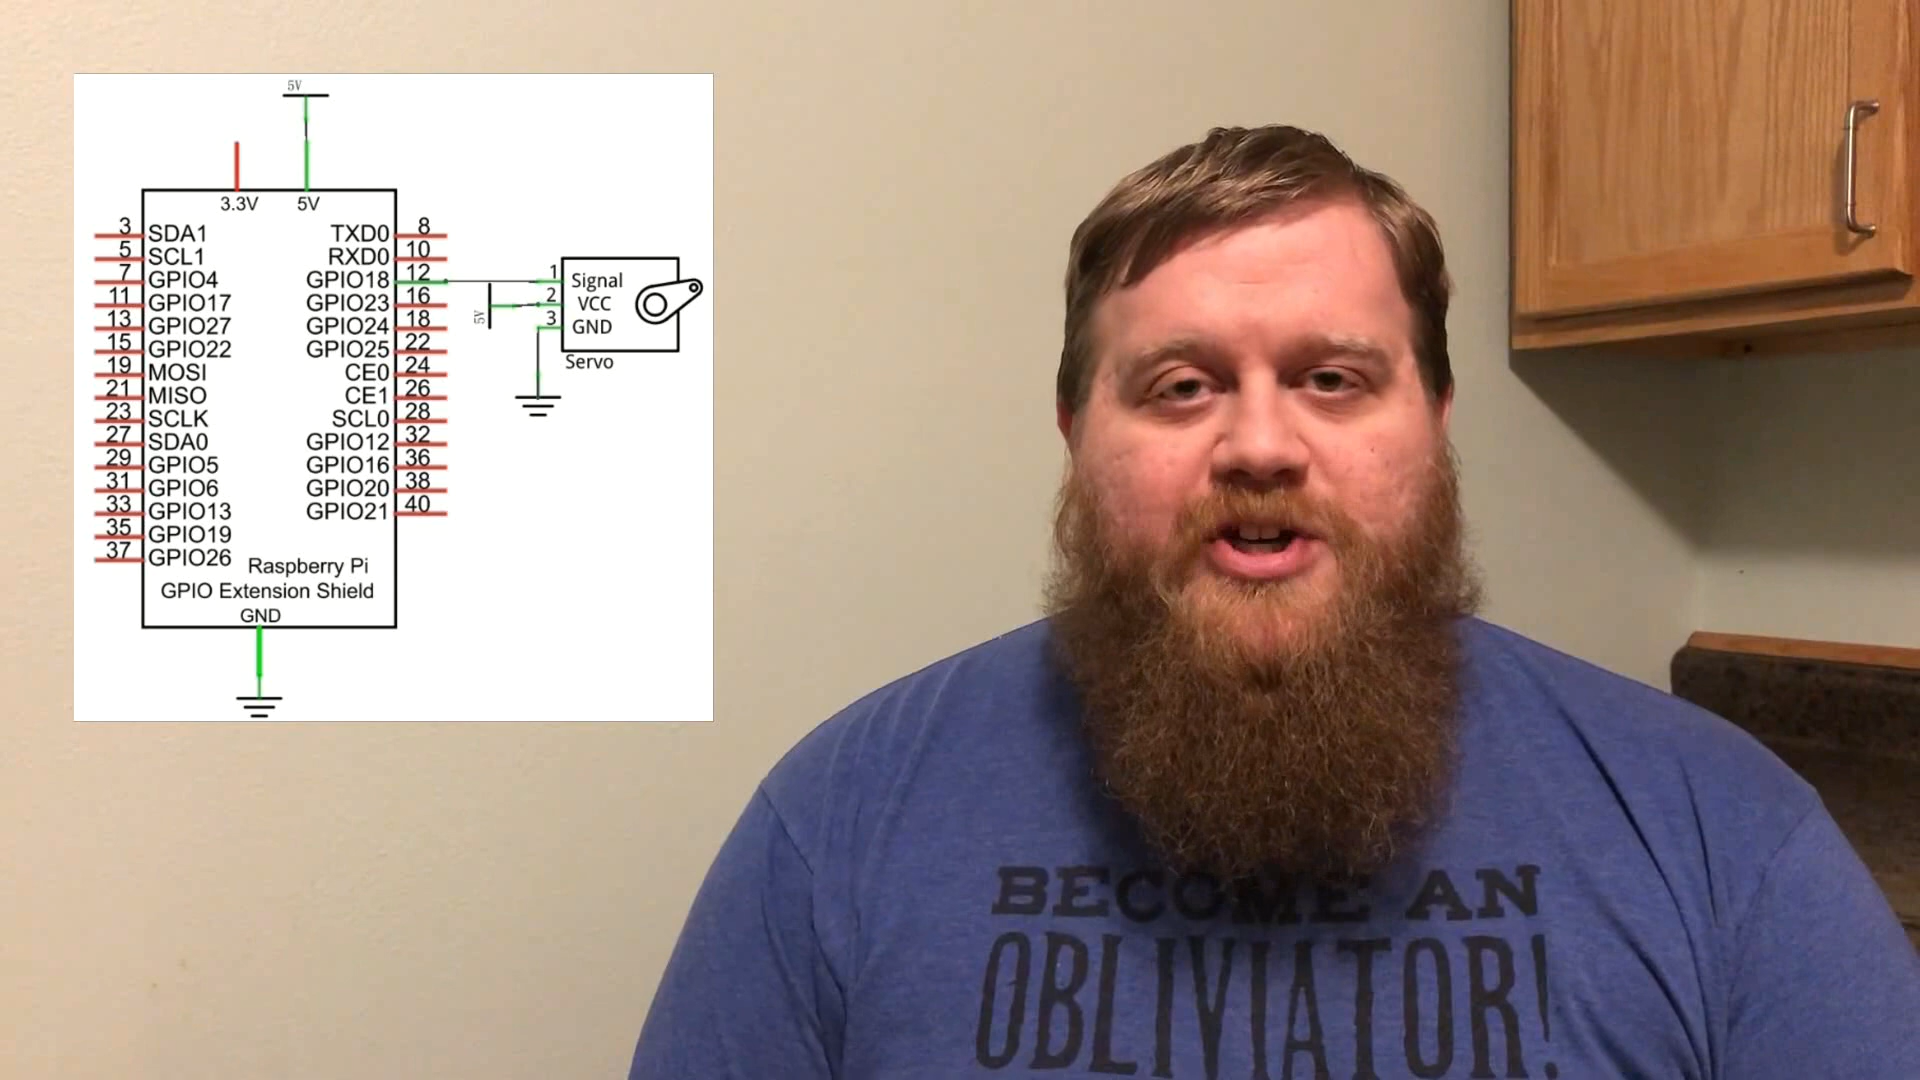 5V
3.3V 5V
3 SDA1 TXD0 8
5 SCL1 RXD0 10
7 GPIO4 GPIO18 12
11 GPIO17 GPIO23 16
13 GPIO27 GPIO24 18
15 GPIO22 GPIO25 22
19 MOSI CE0 24
21 MISO CE1 26
23 SCLK SCL0 28
27 SDA0 GPIO12 32
29 GPIO5 GPIO16 36
31 GPIO6 GPIO20 38
33 GPIO13 GPIO21 40
35 GPIO19
37 GPIO26
Raspberry Pi
GPIO Extension Shield
GND
1 Signal
5V
2 VCC
3 GND
Servo
BECOME AN
OBLIVIATOR!